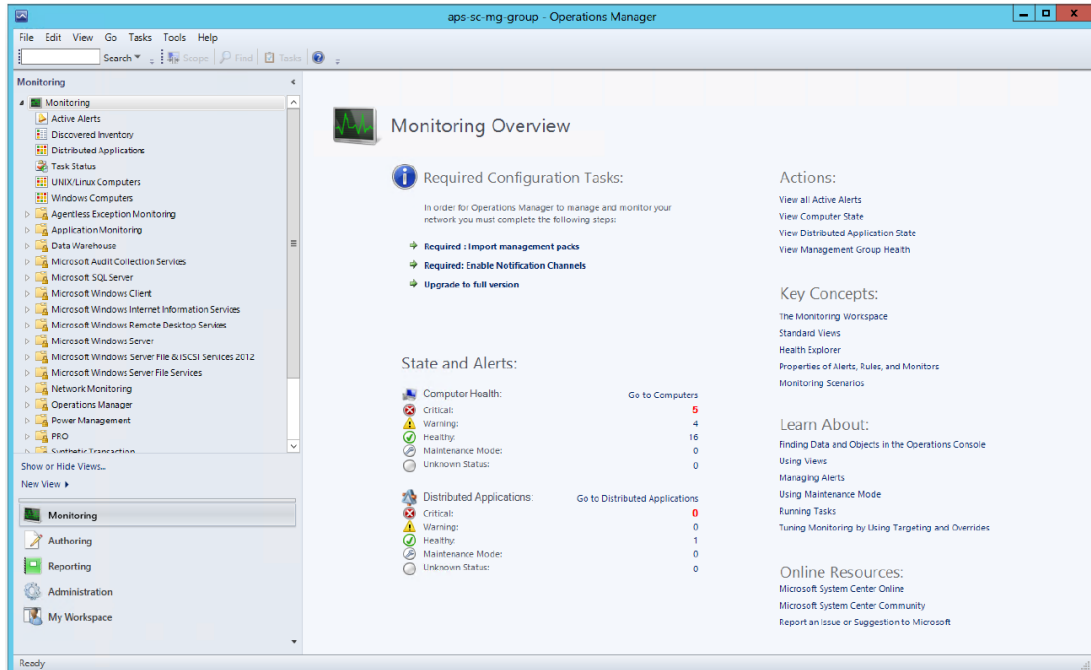 aps-sc-mg-group - Operations Manager
File Edit View Go Tasks Tools Help
Search Scope Find Tasks
Monitoring
Monitoring
Active Alerts
Discovered Inventory
Distributed Applications
Task Status
UNIX/Linux Computers
Windows Computers
Agentless Exception Monitoring
Application Monitoring
Data Warehouse
Microsoft Audit Collection Services
Microsoft SQL Server
Microsoft Windows Client
Microsoft Windows Internet Information Services
Microsoft Windows Remote Desktop Services
Microsoft Windows Server
Microsoft Windows Server File & iSCSI Services 2012
Microsoft Windows Server File Services
Network Monitoring
Operations Manager
Power Management
PRO
Synthetic Transaction
Show or Hide Views...
New View
Monitoring
Authoring
Reporting
Administration
My Workspace
Ready
Monitoring Overview
Required Configuration Tasks:
In order for Operations Manager to manage and monitor your
network you must complete the following steps:
Required : Import management packs
Required: Enable Notification Channels
Upgrade to full version
State and Alerts:
Computer Health: Go to Computers
Critical: 5
Warning: 4
Healthy: 16
Maintenance Mode: 0
Unknown Status: 0
Distributed Applications: Go to Distributed Applications
Critical: 0
Warning: 0
Healthy: 1
Maintenance Mode: 0
Unknown Status: 0
Actions:
View all Active Alerts
View Computer State
View Distributed Application State
View Management Group Health
Key Concepts:
The Monitoring Workspace
Standard Views
Health Explorer
Properties of Alerts, Rules, and Monitors
Monitoring Scenarios
Learn About:
Finding Data and Objects in the Operations Console
Using Views
Managing Alerts
Using Maintenance Mode
Running Tasks
Tuning Monitoring by Using Targeting and Overrides
Online Resources:
Microsoft System Center Online
Microsoft System Center Community
Report an Issue or Suggestion to Microsoft